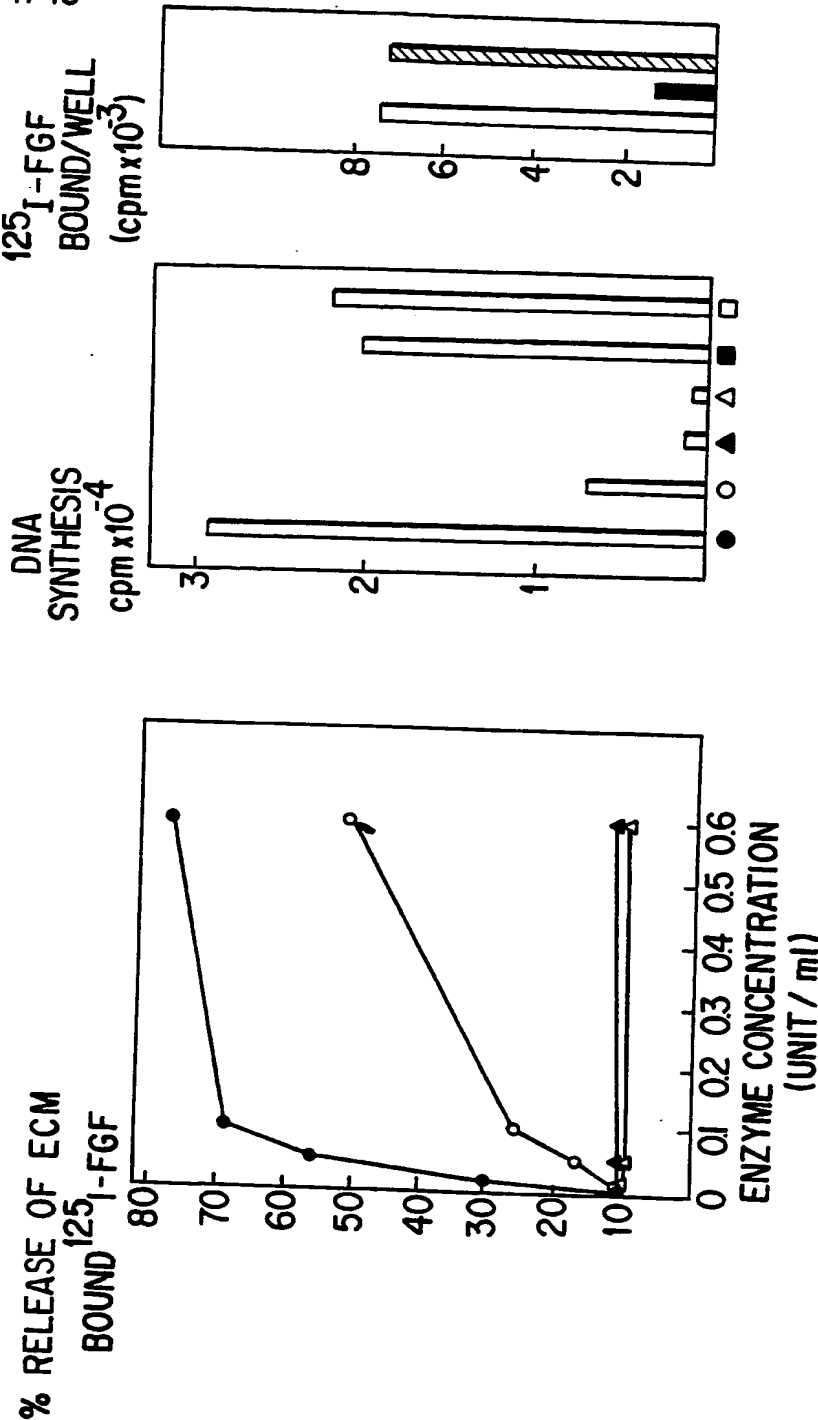 % RELEASE OF ECM
BOUND 125I-FGF
80
70
60
50
40
30
20
10
0
0.1
0.2
0.3
0.4
0.5
0.6
ENZYME CONCENTRATION
(UNIT/ml)
DNA
SYNTHESIS
cpm x10-4
3
2
1
125I-FGF
BOUND/WELL
(cpm x10-3)
8
6
4
2